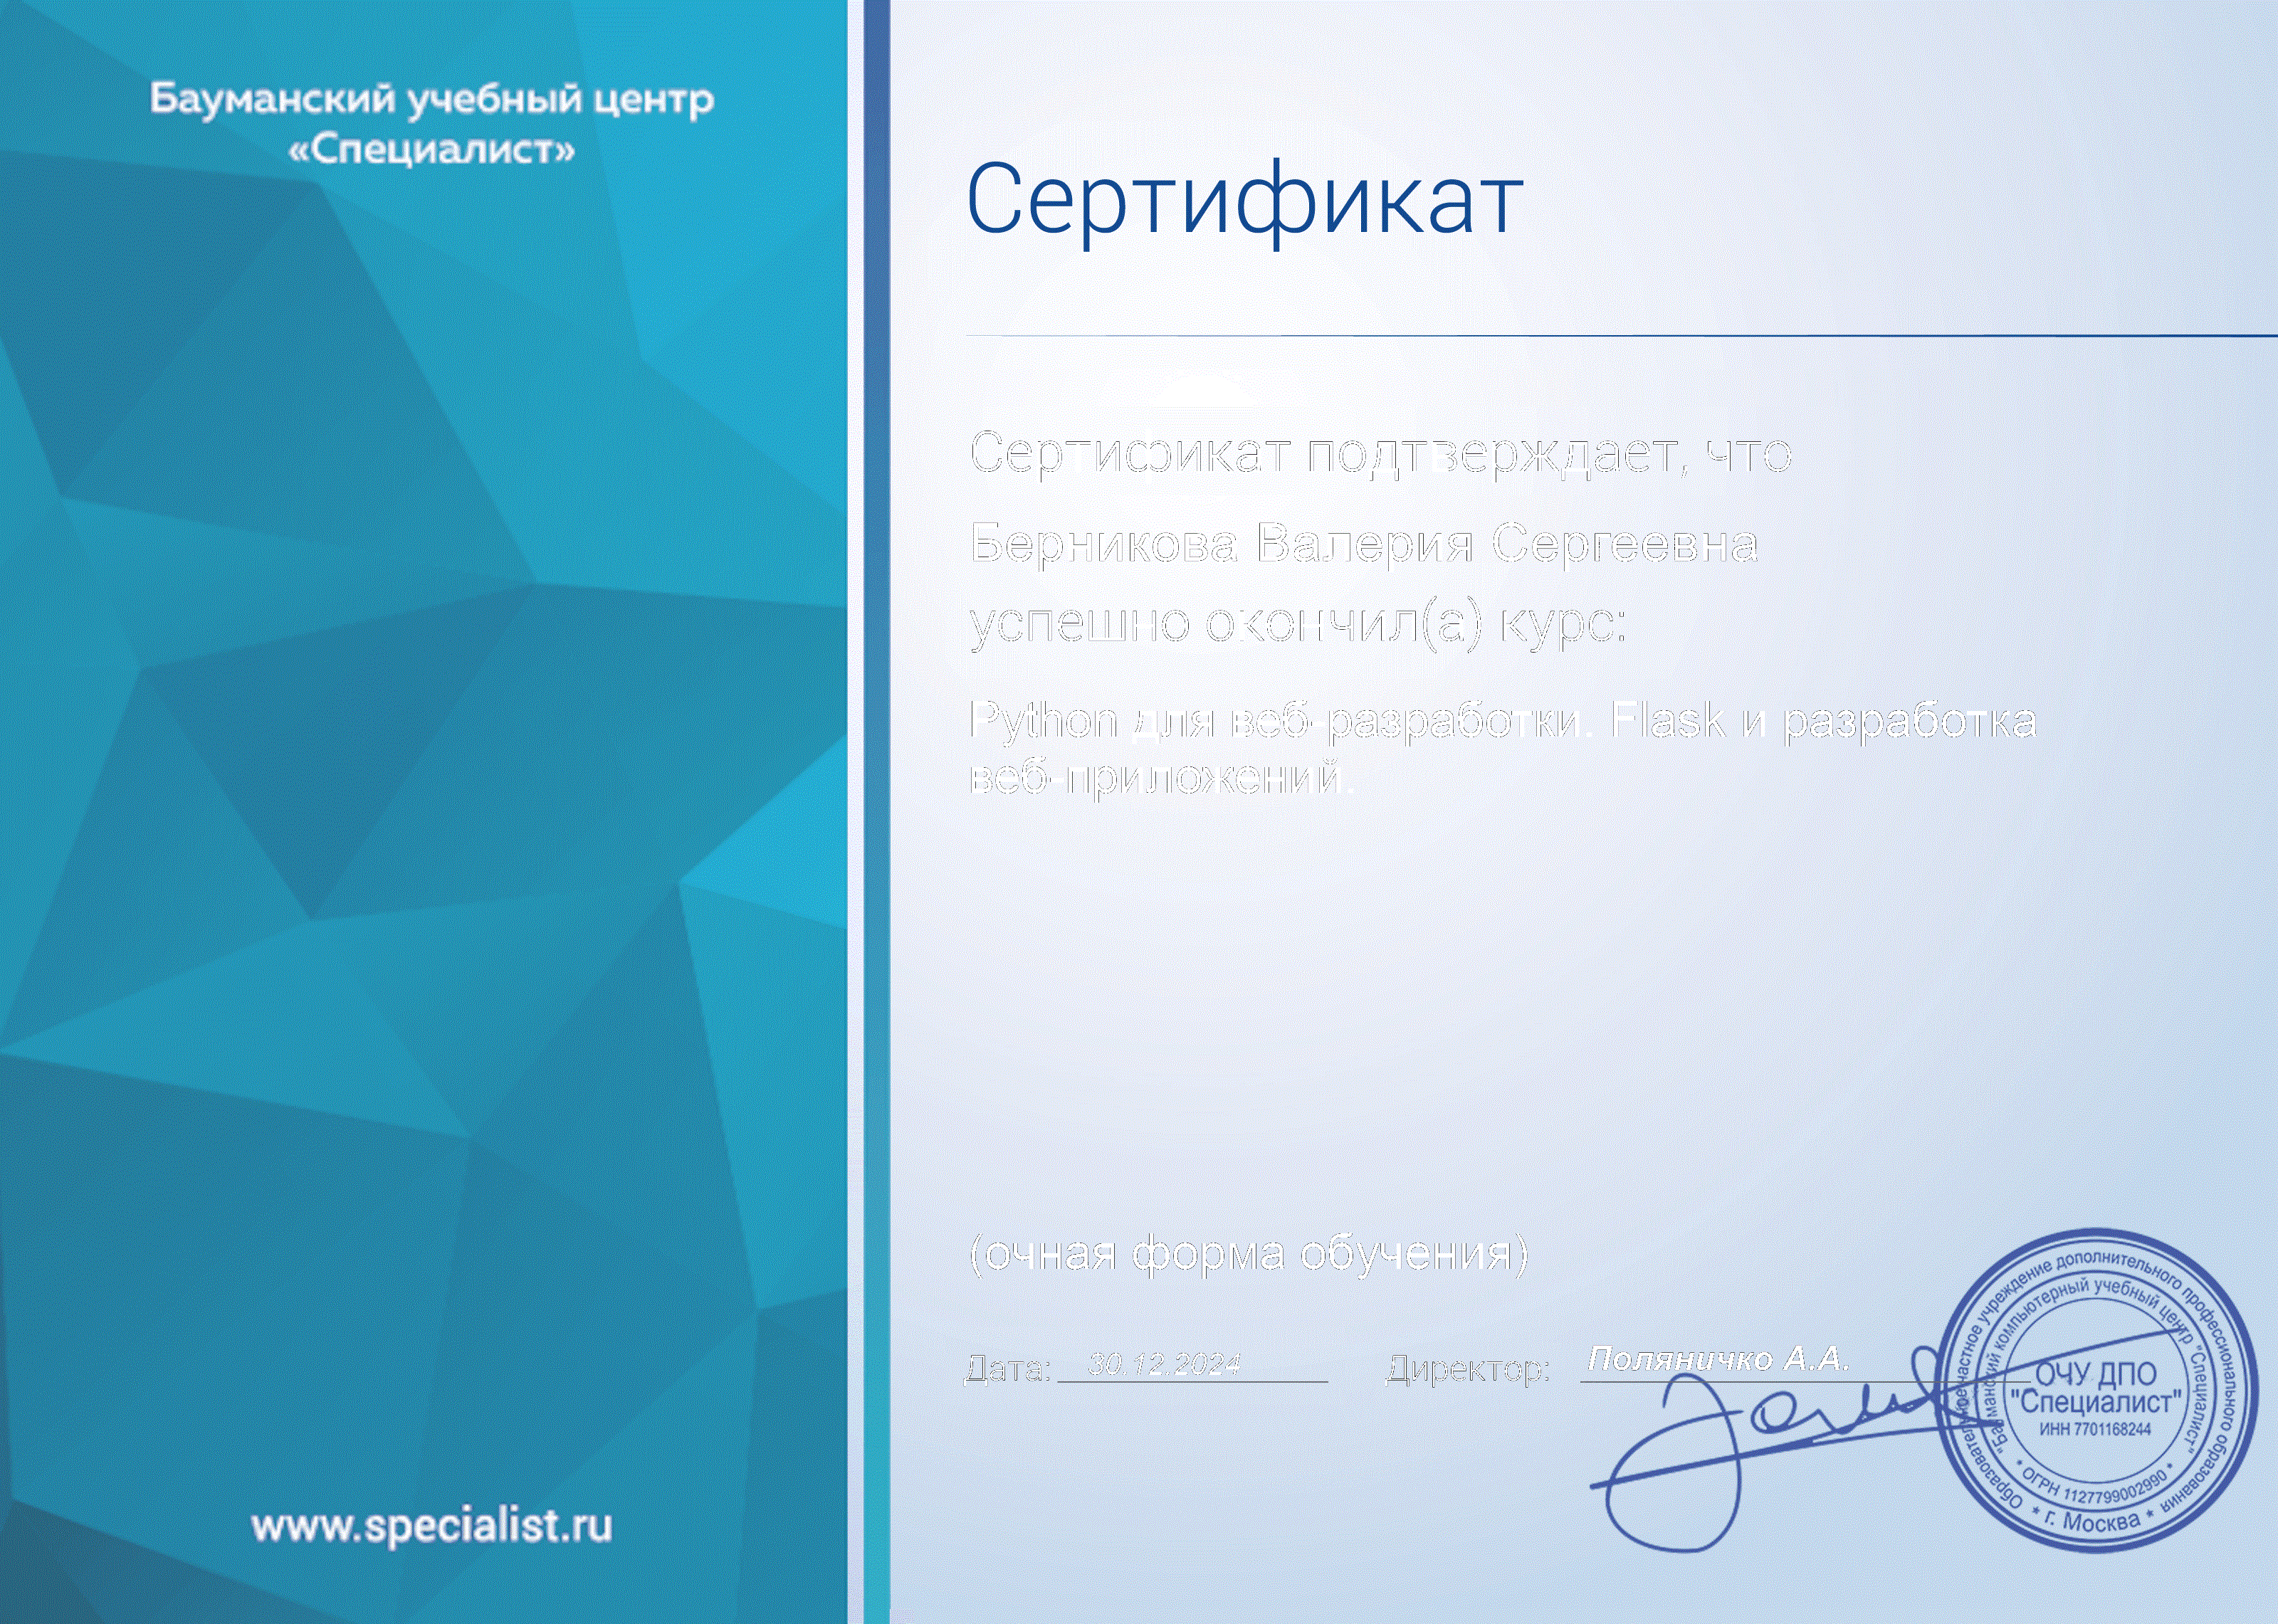 Бауманский учебный центр
«Специалист»
Сертификат
Сертификат подтверждает, что
Берникова Валерия Сергеевна
успешно окончил(а) курс:
Python для веб-разработки. Flask и разработка
веб-приложений.
(очная форма обучения)
Дата: 30.12.2024 Директор: Поляничко А.А.
Образовательное частное учреждение дополнительного профессионального образования
"Бауманский компьютерный учебный центр "Специалист"
ОЧУ ДПО
"Специалист"
ИНН 7701168244
* ОГРН 1127799002990 *
* г. Москва *
www.specialist.ru